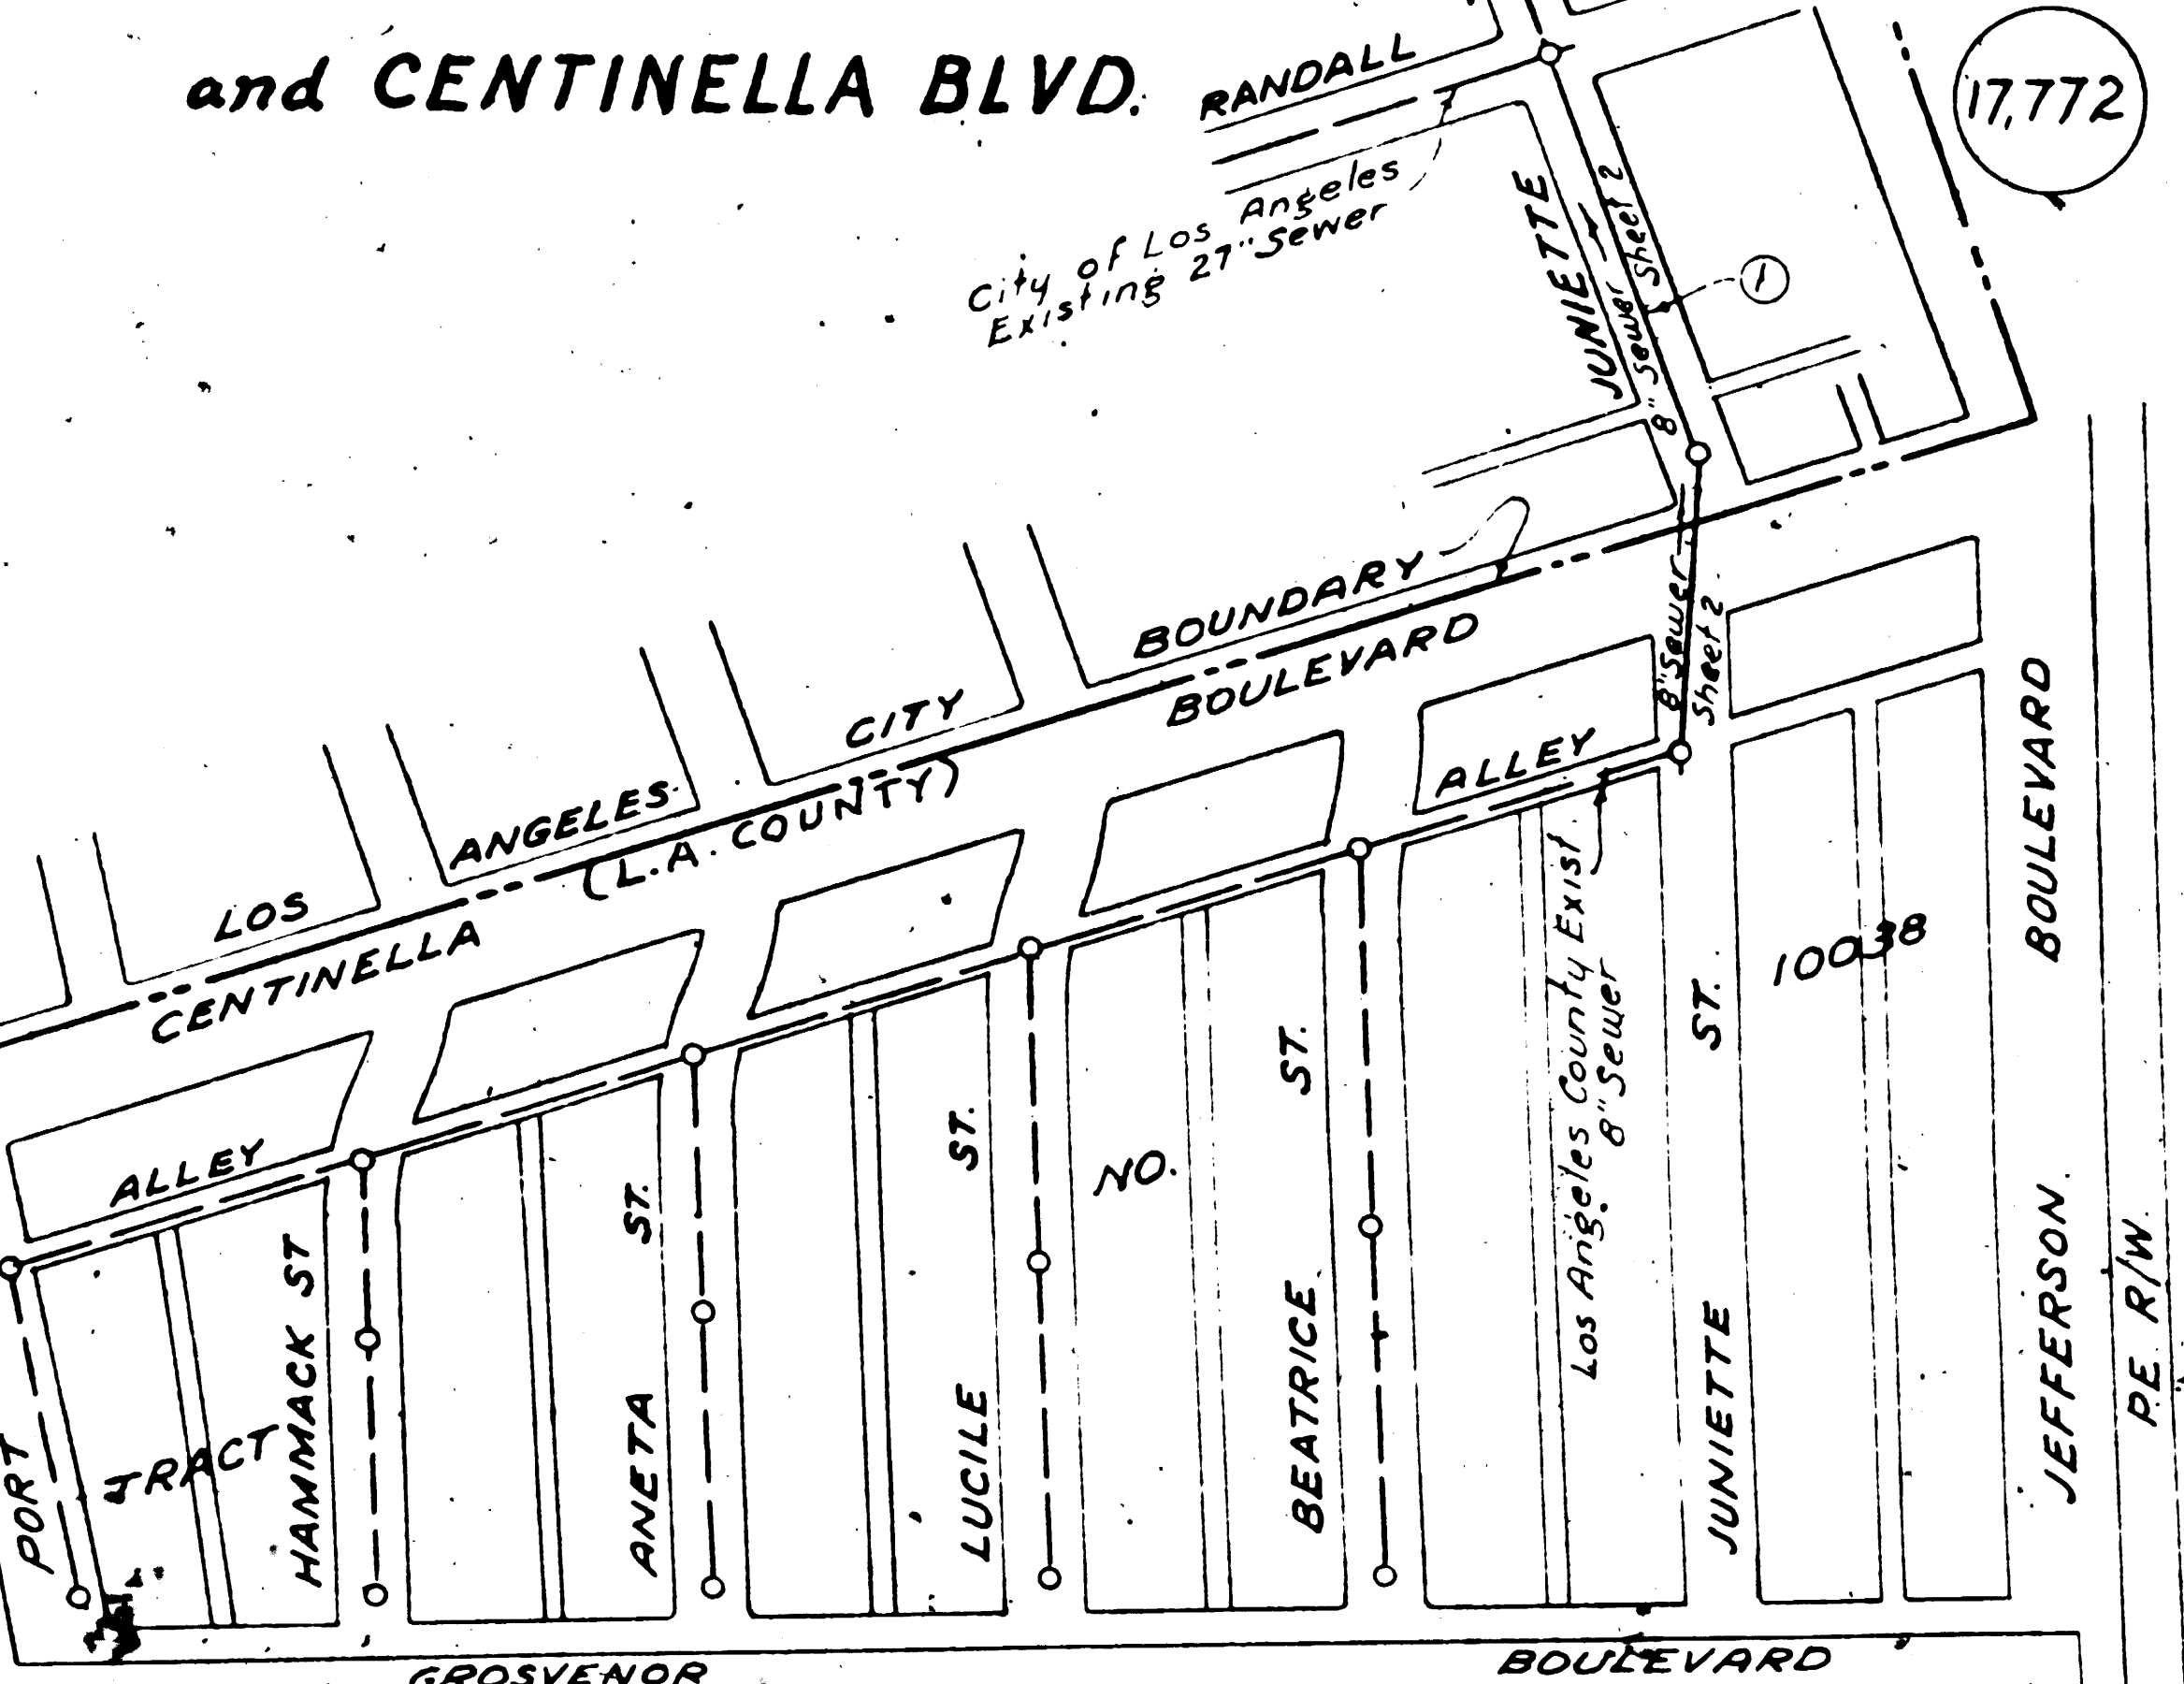 and CENTINELLA BLVD.
17,772
RANDALL
City of Los Angeles
Existing 27" Sewer
JUNIETTE
8" Sewer Sheet 2
1
BOUNDARY
BOULEVARD
8" Sewer
Sheet 2
CITY
ANGELES
(L.A. COUNTY)
LOS
CENTINELLA
ALLEY
ALLEY
BOULEVARD
JEFFERSON
P.E. R/W.
Los Angeles County Exist
8" Sewer
10038
NO.
TRACT
PORT
HAMMACK ST
ANETA ST.
LUCILE ST.
BEATRICE ST.
JUNIETTE ST.
GROSVENOR BOULEVARD